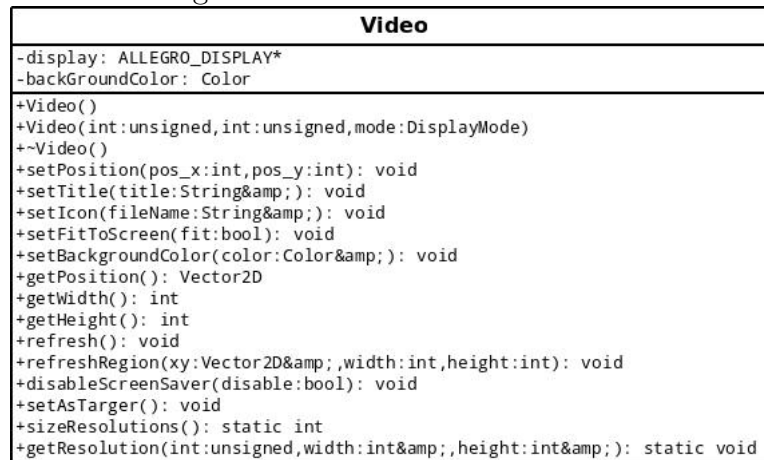 Video
-display: ALLEGRO_DISPLAY*
-backGroundColor: Color
+Video()
+Video(int:unsigned,int:unsigned,mode:DisplayMode)
+~Video()
+setPosition(pos_x:int,pos_y:int): void
+setTitle(title:String&amp;): void
+setIcon(fileName:String&amp;): void
+setFitToScreen(fit:bool): void
+setBackgroundColor(color:Color&amp;): void
+getPosition(): Vector2D
+getWidth(): int
+getHeight(): int
+refresh(): void
+refreshRegion(xy:Vector2D&amp;,width:int,height:int): void
+disableScreenSaver(disable:bool): void
+setAsTarger(): void
+sizeResolutions(): static int
+getResolution(int:unsigned,width:int&amp;,height:int&amp;): static void